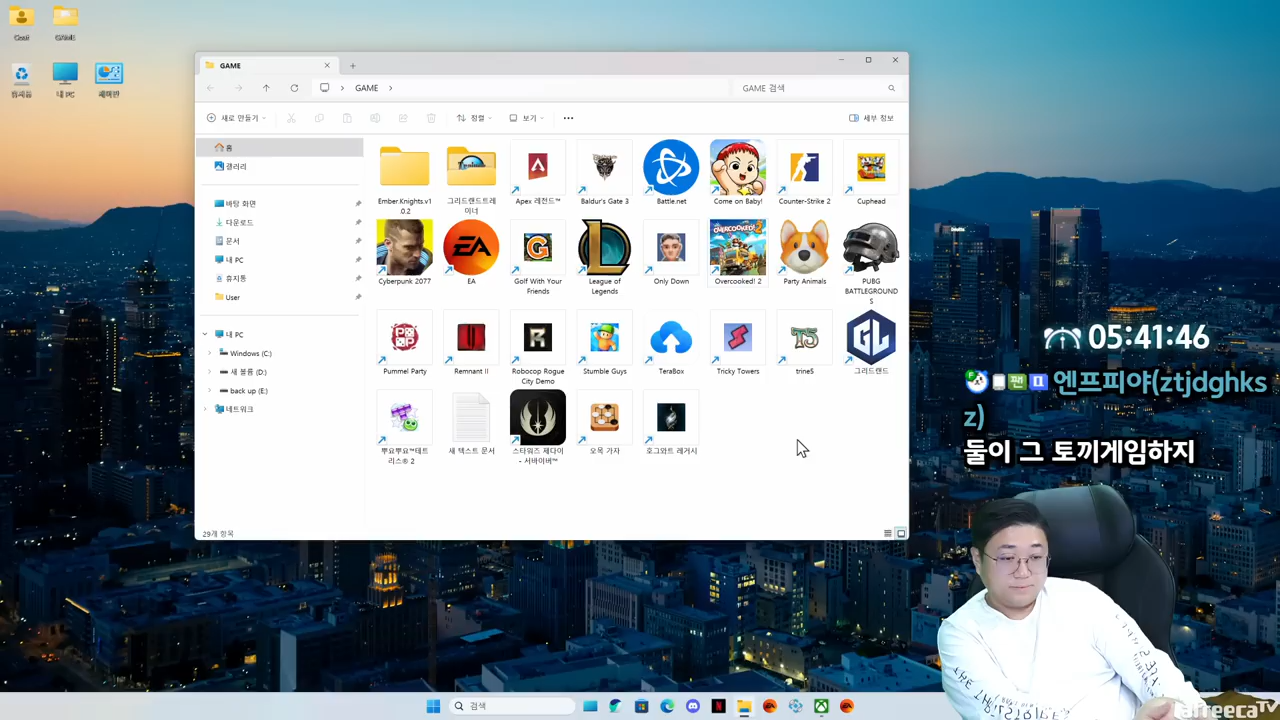 GAME
내 PC
제어판
GAME
GAME
GAME 검색
새로 만들기
정렬
보기
세부 정보
홈
갤러리
바탕 화면
다운로드
문서
내 PC
휴지통
User
내 PC
Windows (C:)
새 볼륨 (D:)
back up (E:)
네트워크
Ember.Knights.v1.0.2
그리드랜드트레이너
Apex 레전드™
Baldur's Gate 3
Battle.net
Come on Baby!
Counter-Strike 2
Cuphead
Cyberpunk 2077
EA
Golf With Your Friends
League of Legends
Only Down
Overcooked! 2
Party Animals
PUBG BATTLEGROUNDS
Pummel Party
Remnant II
Robocop Rogue City Demo
Stumble Guys
TeraBox
Tricky Towers
trine5
그리드랜드
뿌요뿌요™테트리스® 2
새 텍스트 문서
스타워즈 제다이 - 서바이버™
오목 가자
호그와트 레거시
29개 항목
05:41:46
엔프피야(ztjdghks
z)
둘이 그 토끼게임하지
검색
afreecaTV